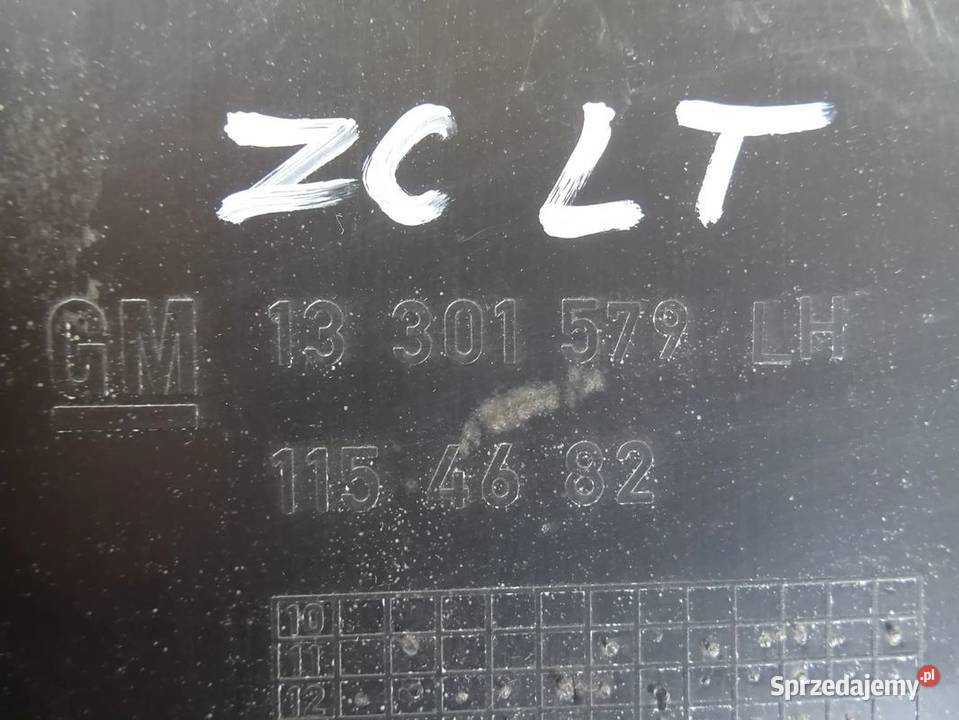 ZC LT
GM 13 301 579 LH
115 46 82
10
11
12
Sprzedajemy.pl